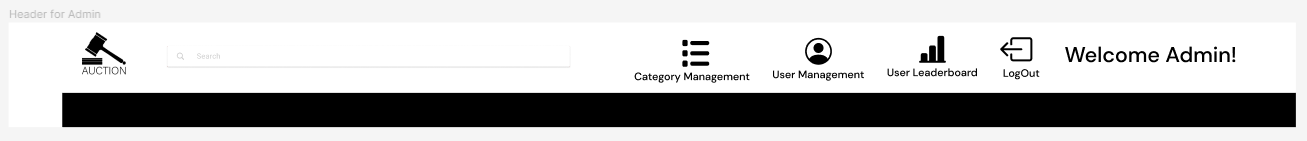 Header for Admin
AUCTION
Search
Category Management
User Management
User Leaderboard
LogOut
Welcome Admin!